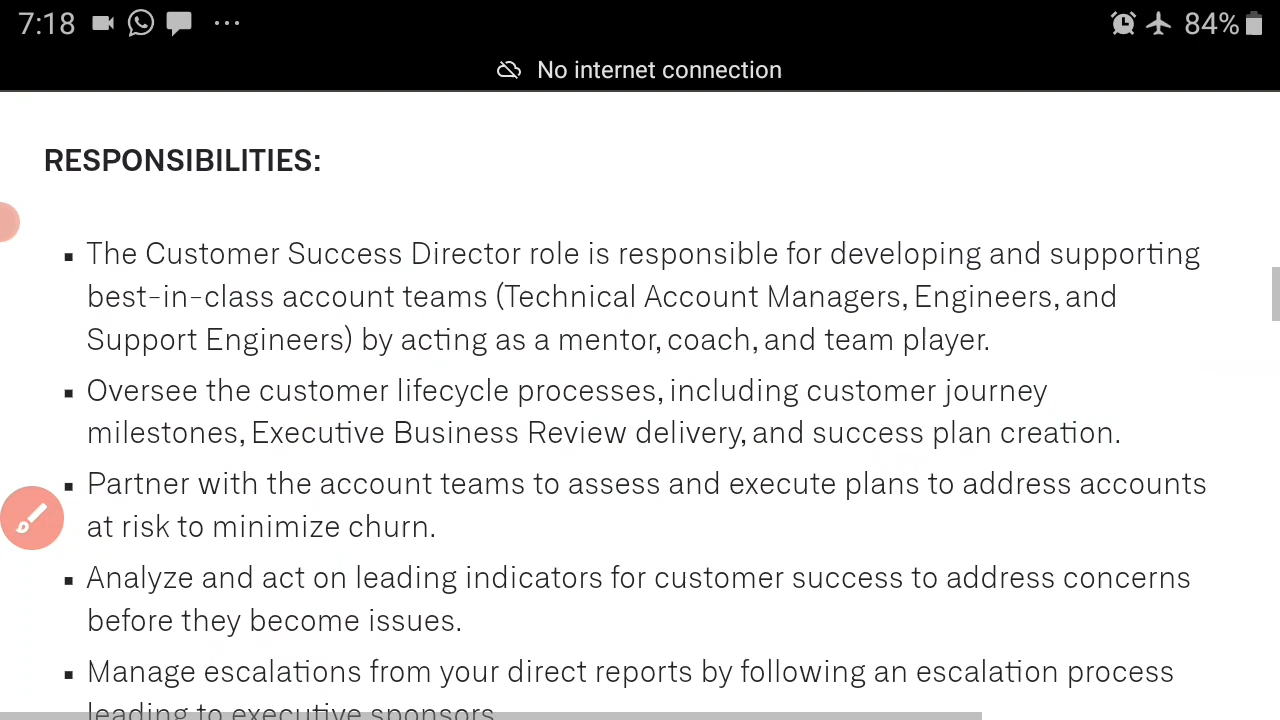 7:18 ... 84%
No internet connection
RESPONSIBILITIES:
▪ The Customer Success Director role is responsible for developing and supporting
best-in-class account teams (Technical Account Managers, Engineers, and
Support Engineers) by acting as a mentor, coach, and team player.
▪ Oversee the customer lifecycle processes, including customer journey
milestones, Executive Business Review delivery, and success plan creation.
▪ Partner with the account teams to assess and execute plans to address accounts
at risk to minimize churn.
▪ Analyze and act on leading indicators for customer success to address concerns
before they become issues.
▪ Manage escalations from your direct reports by following an escalation process
leading to executive sponsors.